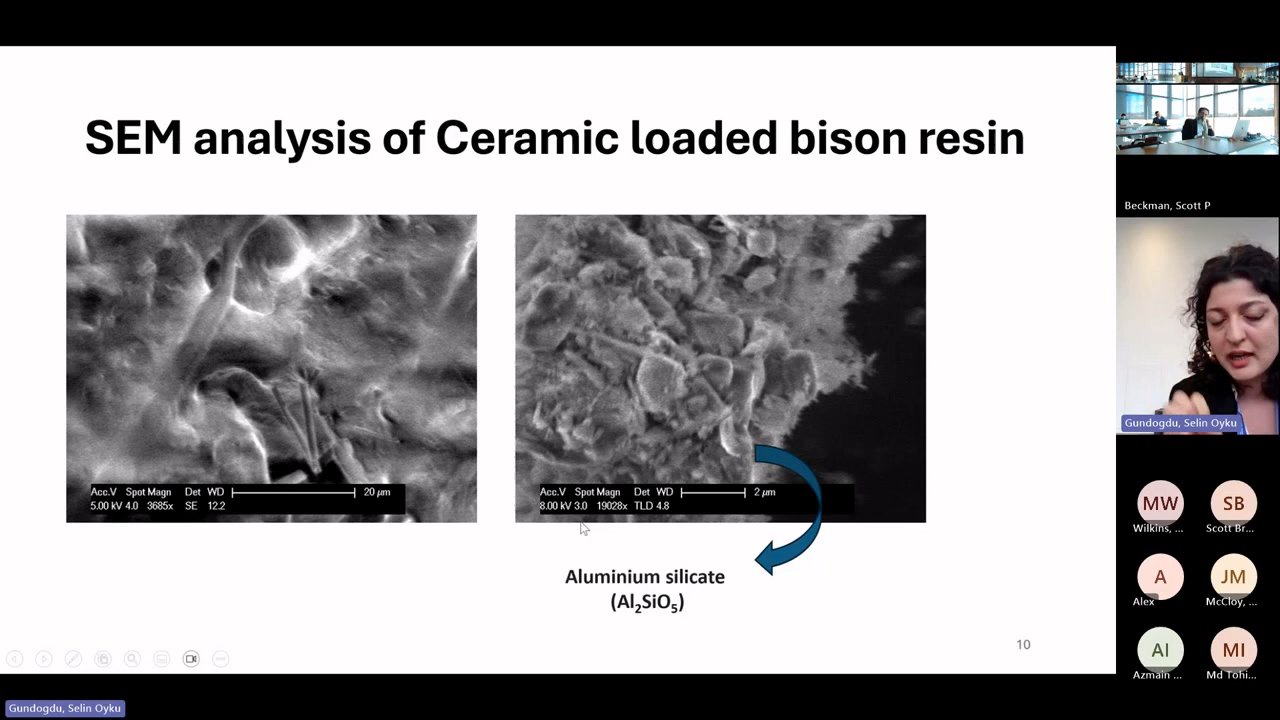 SEM analysis of Ceramic loaded bison resin
Acc.V Spot Magn Det WD 20 µm
5.00 kV 4.0 3685x SE 12.2
Acc.V Spot Magn Det WD 2 µm
8.00 kV 3.0 19028x TLD 4.8
Aluminium silicate
(Al₂SiO₅)
10
Beckman, Scott P
Gundogdu, Selin Oyku
MW
Wilkins, ...
SB
Scott Br...
A
Alex
JM
McCloy, ...
AI
Azmain ...
MI
Md Tohi...
Gundogdu, Selin Oyku